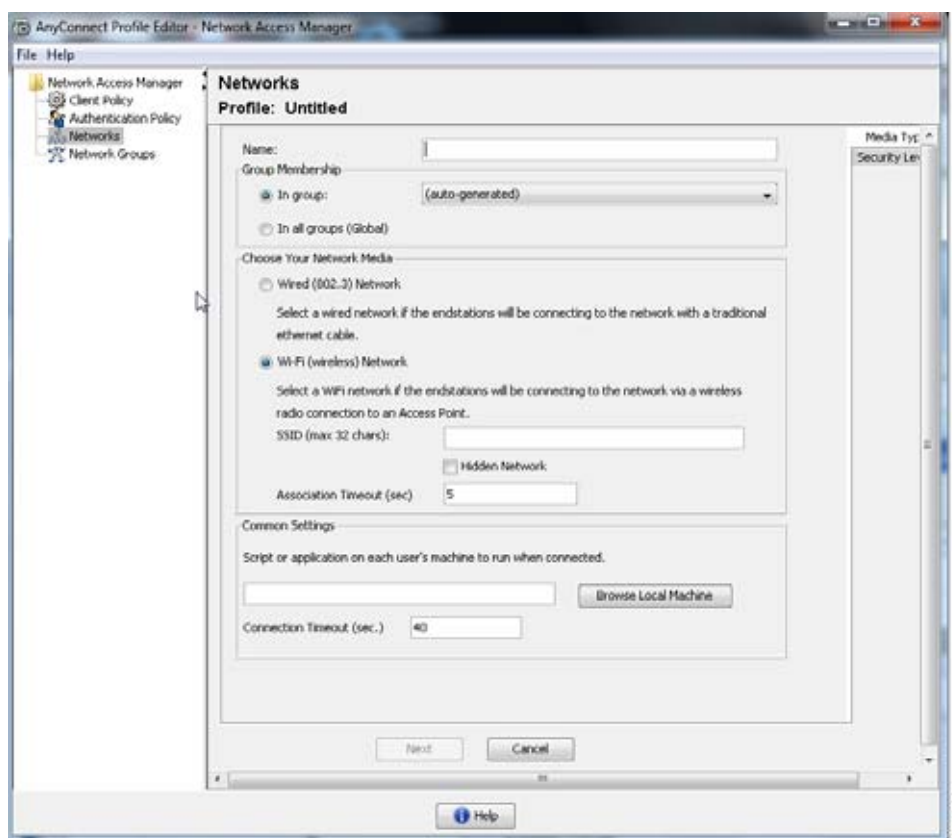 AnyConnect Profile Editor - Network Access Manager
File Help
Network Access Manager
Client Policy
Authentication Policy
Networks
Network Groups
Networks
Profile: Untitled
Media Typ
Security Lev
Name:
Group Membership
In group:
(auto-generated)
In all groups (Global)
Choose Your Network Media
Wired (802.3) Network
Select a wired network if the endstations will be connecting to the network with a traditional
ethernet cable.
Wi-Fi (wireless) Network
Select a WiFi network if the endstations will be connecting to the network via a wireless
radio connection to an Access Point.
SSID (max 32 chars):
Hidden Network
Association Timeout (sec) 5
Common Settings
Script or application on each user's machine to run when connected.
Browse Local Machine
Connection Timeout (sec.) 40
Next Cancel
Help